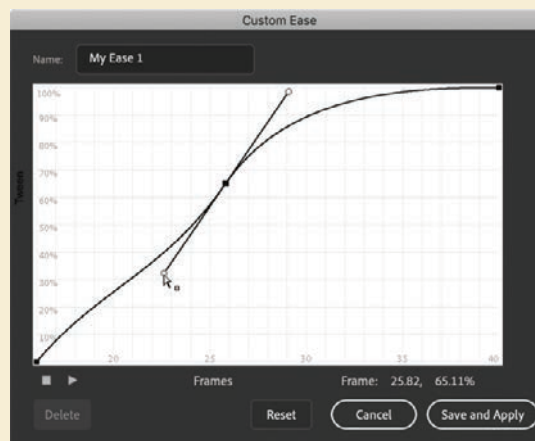 Custom Ease
Name: My Ease 1
100%
90%
80%
70%
60%
50%
40%
30%
20%
10%
Tween
20 25 30 35 40
Frames Frame: 25.82, 65.11%
Delete Reset Cancel Save and Apply